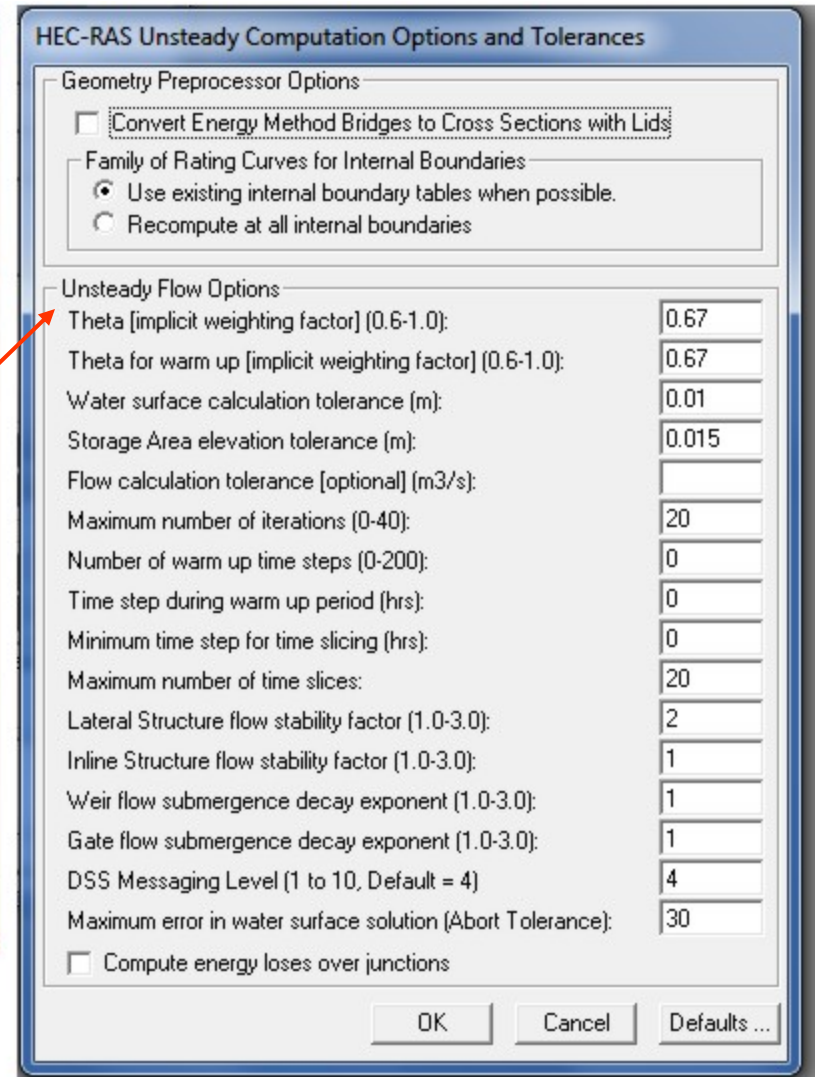 HEC-RAS Unsteady Computation Options and Tolerances
Geometry Preprocessor Options
Convert Energy Method Bridges to Cross Sections with Lids
Family of Rating Curves for Internal Boundaries
Use existing internal boundary tables when possible.
Recompute at all internal boundaries
Unsteady Flow Options
Theta [implicit weighting factor] (0.6-1.0): 0.67
Theta for warm up [implicit weighting factor] (0.6-1.0): 0.67
Water surface calculation tolerance (m): 0.01
Storage Area elevation tolerance (m): 0.015
Flow calculation tolerance [optional] (m3/s):
Maximum number of iterations (0-40): 20
Number of warm up time steps (0-200): 0
Time step during warm up period (hrs): 0
Minimum time step for time slicing (hrs): 0
Maximum number of time slices: 20
Lateral Structure flow stability factor (1.0-3.0): 2
Inline Structure flow stability factor (1.0-3.0): 1
Weir flow submergence decay exponent (1.0-3.0): 1
Gate flow submergence decay exponent (1.0-3.0): 1
DSS Messaging Level (1 to 10, Default = 4) 4
Maximum error in water surface solution (Abort Tolerance): 30
Compute energy loses over junctions
OK Cancel Defaults ...